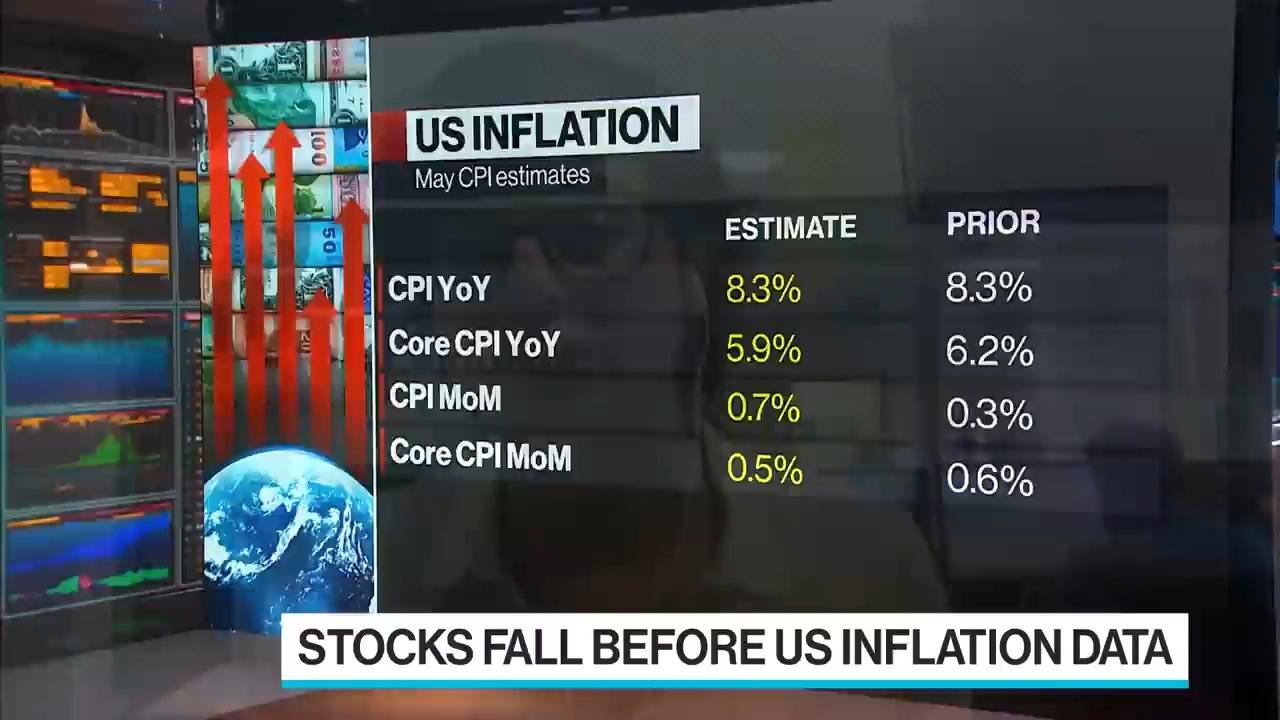 US INFLATION
May CPI estimates
ESTIMATE PRIOR
CPI YoY 8.3% 8.3%
Core CPI YoY 5.9% 6.2%
CPI MoM 0.7% 0.3%
Core CPI MoM 0.5% 0.6%
STOCKS FALL BEFORE US INFLATION DATA